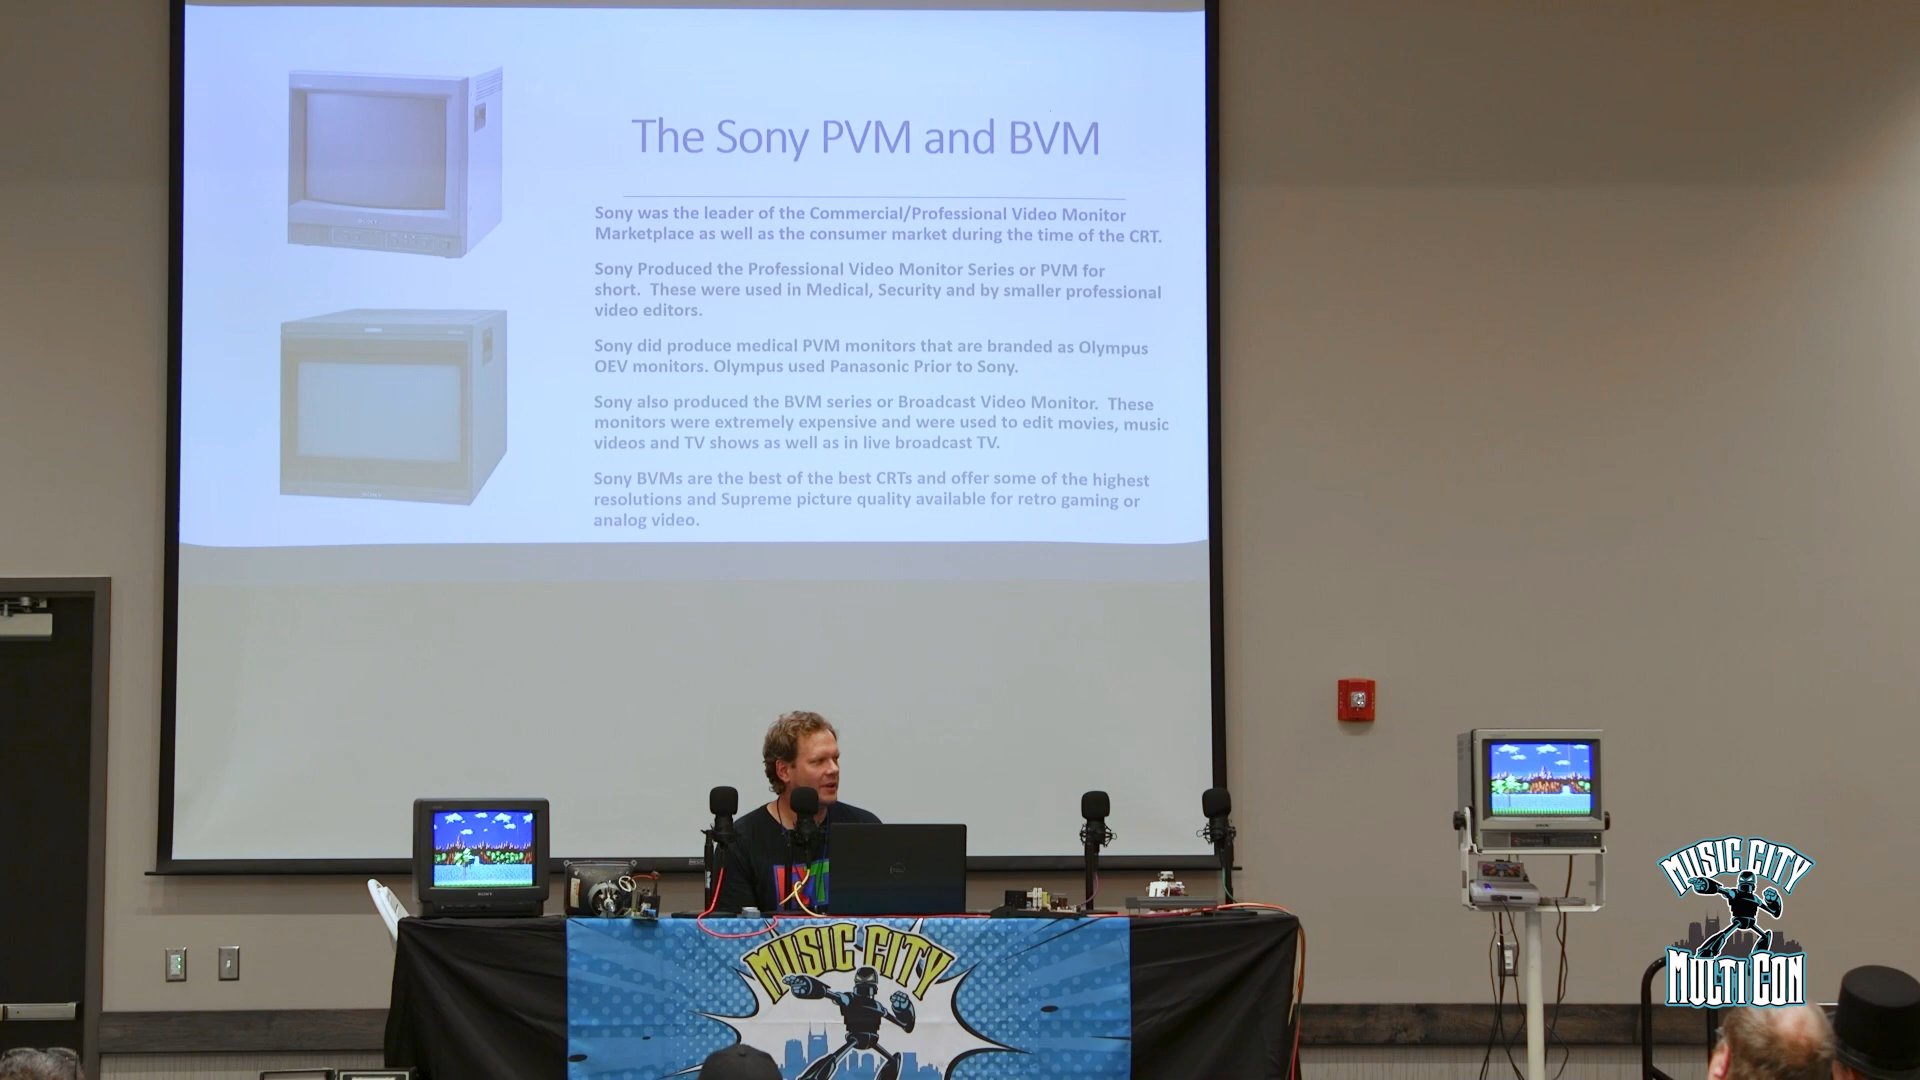 The Sony PVM and BVM
Sony was the leader of the Commercial/Professional Video Monitor
Marketplace as well as the consumer market during the time of the CRT.
Sony Produced the Professional Video Monitor Series or PVM for
short.  These were used in Medical, Security and by smaller professional
video editors.
Sony did produce medical PVM monitors that are branded as Olympus
OEV monitors. Olympus used Panasonic Prior to Sony.
Sony also produced the BVM series or Broadcast Video Monitor.  These
monitors were extremely expensive and were used to edit movies, music
videos and TV shows as well as in live broadcast TV.
Sony BVMs are the best of the best CRTs and offer some of the highest
resolutions and Supreme picture quality available for retro gaming or
analog video.
SONY
SONY
SONY
DELL
MUSIC CITY
MUSIC CITY
MULTI CON